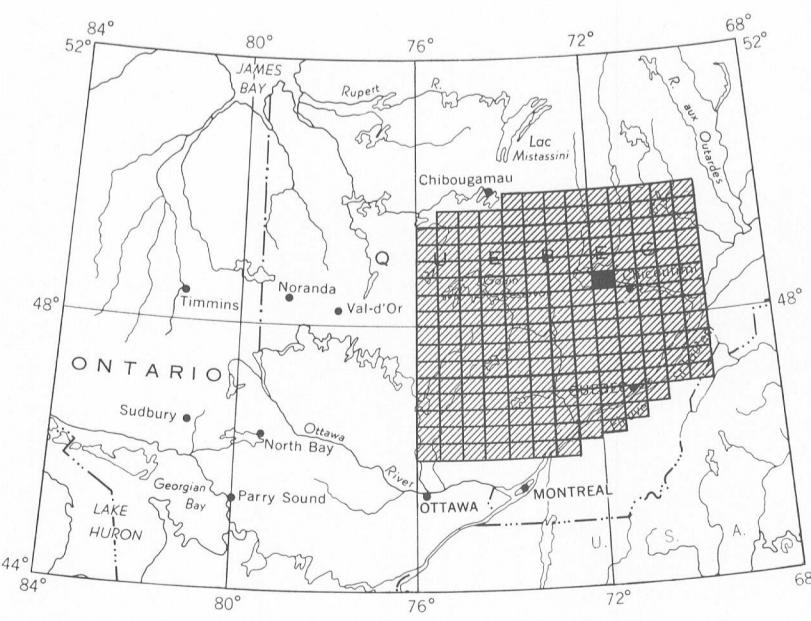 84°
52°
80°
76°
72°
68°
52°
JAMES
BAY
Rupert R.
R. aux Outardes
Lac
Mistassini
Chibougamau
Q U E B E C
Gouin
Chicoutimi
Noranda
Timmins
Val-d'Or
48°
48°
ONTARIO
QUÉBEC
Sudbury
Ottawa River
North Bay
Georgian
Bay
Parry Sound
OTTAWA
MONTREAL
LAKE
HURON
U. S. A.
44°
84°
80°
76°
72°
68